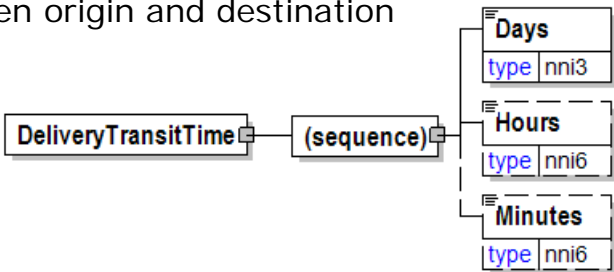 en origin and destination
Days
type nni3
DeliveryTransitTime
(sequence)
Hours
type nni6
Minutes
type nni6